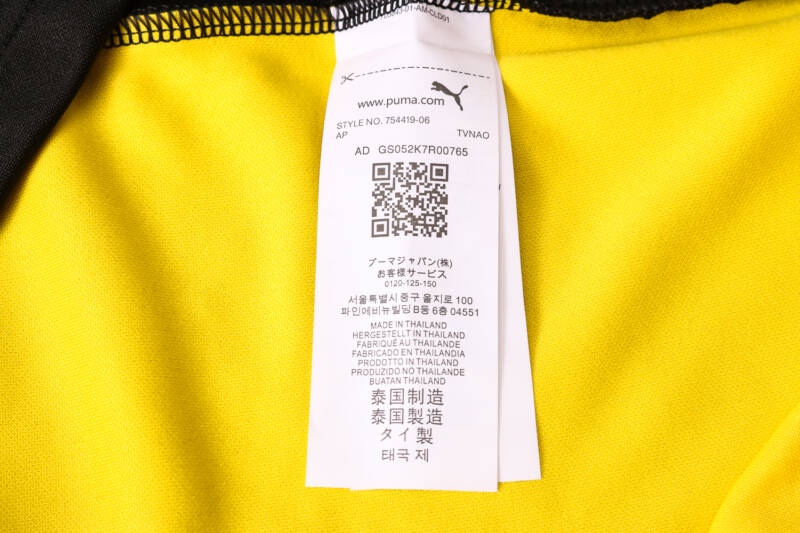 www.puma.com
STYLE NO. 754419-06
AP TVNAO
AD GS052K7R00765
プーマジャパン(株)
お客様サービス
0120-125-150
서울특별시 중구 을지로 100
파인에비뉴빌딩 B동 6층 04551
MADE IN THAILAND
HERGESTELLT IN THAILAND
FABRIQUÉ AU THAILANDE
FABRICADO EN THAILANDIA
PRODOTTO IN THAILANDIA
PRODUZIDO NO THAILANDE
BUATAN THAILAND
泰国制造
泰國製造
タイ 製
태국 제